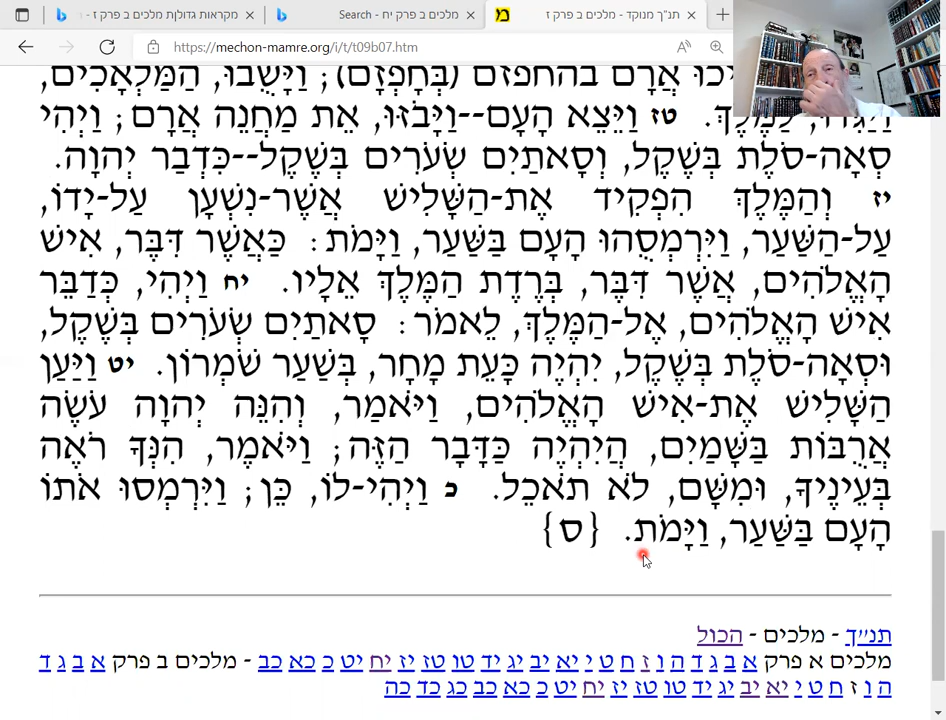 מקראות גדולות מלכים ב פרק ז - ו
מלכים ב פרק יח - Search
תנ"ך מנוקד - מלכים ב פרק ז
https://mechon-mamre.org/i/t/t09b07.htm
אֲרָם בהחפזם (בְּחָפְזָם); וַיָּשֻׁבוּ, הַמַּלְאָכִים,
וַיַּגִּדוּ, לַמֶּלֶךְ. טז וַיֵּצֵא הָעָם--וַיָּבֹזּוּ, אֵת מַחֲנֵה אֲרָם; וַיְהִי
סְאָה-סֹלֶת בְּשֶׁקֶל, וְסָאתַיִם שְׂעֹרִים בְּשֶׁקֶל--כִּדְבַר יְהוָה.
יז וְהַמֶּלֶךְ הִפְקִיד אֶת-הַשָּׁלִישׁ אֲשֶׁר-נִשְׁעָן עַל-יָדוֹ,
עַל-הַשַּׁעַר, וַיִּרְמְסֻהוּ הָעָם בַּשַּׁעַר, וַיָּמֹת: כַּאֲשֶׁר דִּבֶּר, אִישׁ
הָאֱלֹהִים, אֲשֶׁר דִּבֶּר, בְּרֶדֶת הַמֶּלֶךְ אֵלָיו. יח וַיְהִי, כְּדַבֵּר
אִישׁ הָאֱלֹהִים, אֶל-הַמֶּלֶךְ, לֵאמֹר: סָאתַיִם שְׂעֹרִים בְּשֶׁקֶל,
וּסְאָה-סֹלֶת בְּשֶׁקֶל, יִהְיֶה כָּעֵת מָחָר, בְּשַׁעַר שֹׁמְרוֹן. יט וַיַּעַן
הַשָּׁלִישׁ אֶת-אִישׁ הָאֱלֹהִים, וַיֹּאמַר, וְהִנֵּה יְהוָה עֹשֶׂה
אֲרֻבּוֹת בַּשָּׁמַיִם, הֲיִהְיֶה כַּדָּבָר הַזֶּה; וַיֹּאמֶר, הִנְּךָ רֹאֶה
בְּעֵינֶיךָ, וּמִשָּׁם, לֹא תֹאכֵל. כ וַיְהִי-לוֹ, כֵּן; וַיִּרְמְסוּ אֹתוֹ
הָעָם בַּשַּׁעַר, וַיָּמֹת. {ס}
תנ"ך - מלכים - הכול
מלכים א פרק א ב ג ד ה ו ז ח ט י יא יב יג יד טו טז יז יח יט כ כא כב - מלכים ב פרק א ב ג ד
ה ו ז ח ט י יא יב יג יד טו טז יז יח יט כ כא כב כג כד כה